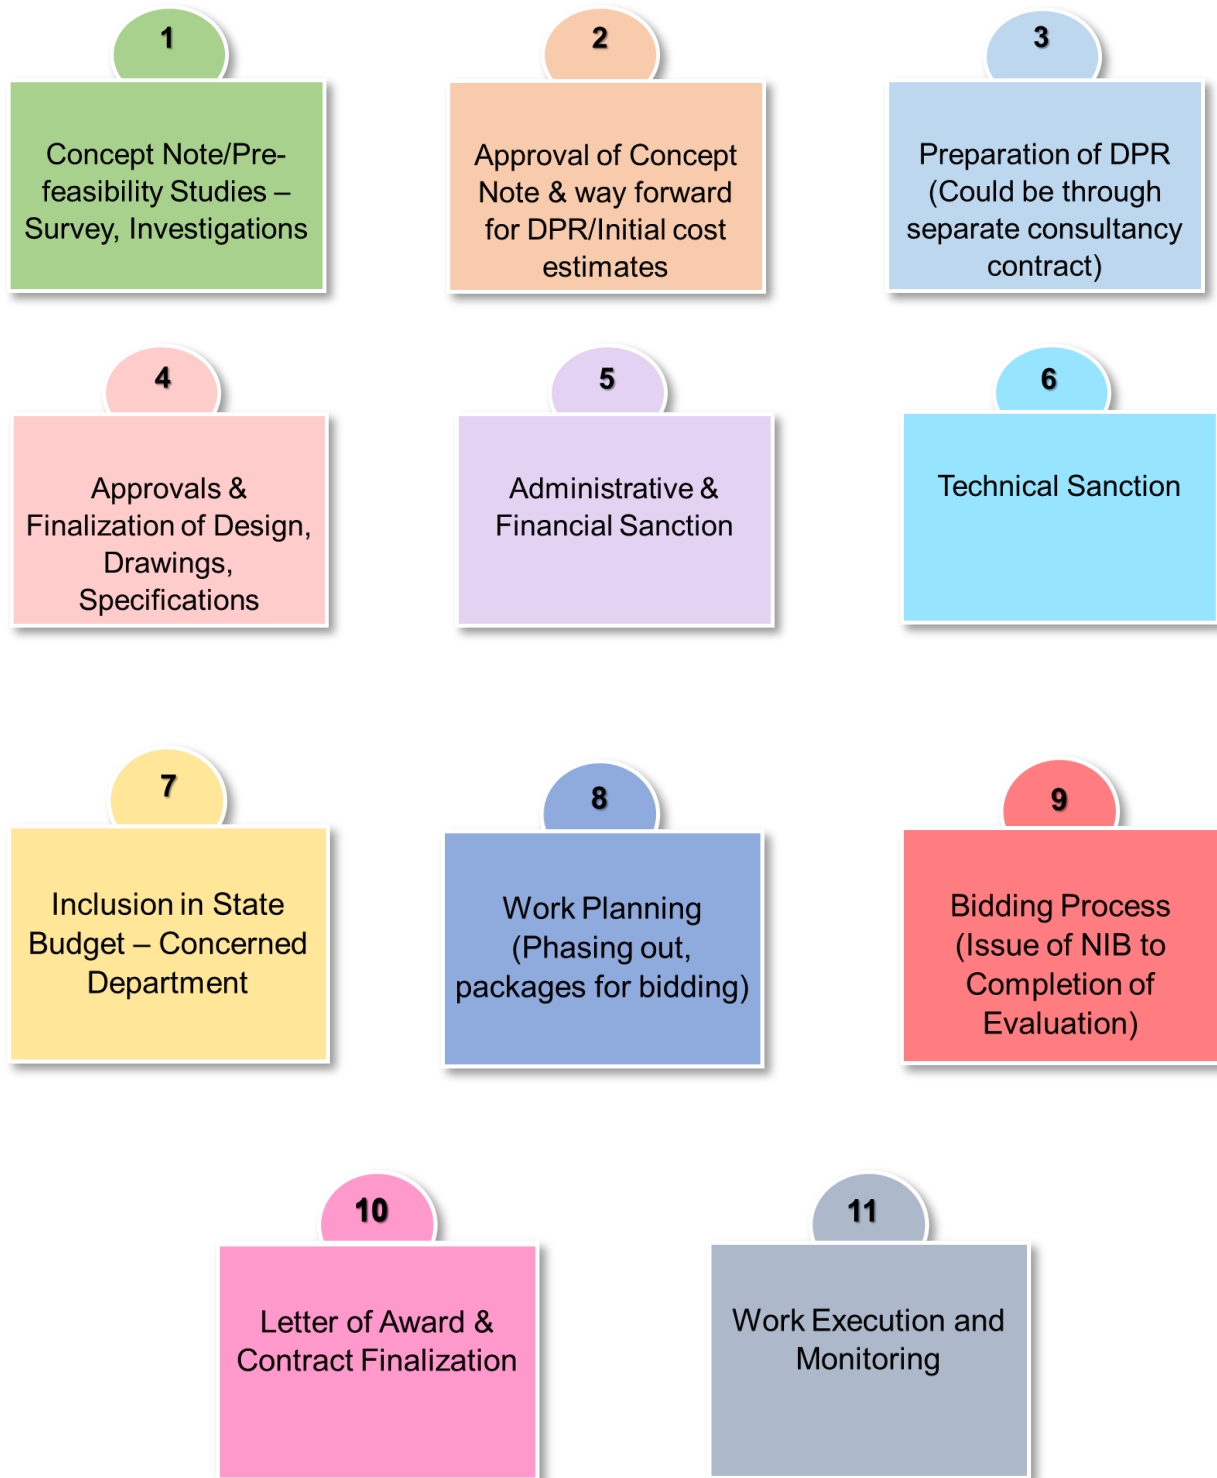 1
Concept Note/Pre-
feasibility Studies –
Survey, Investigations
2
Approval of Concept
Note & way forward
for DPR/Initial cost
estimates
3
Preparation of DPR
(Could be through
separate consultancy
contract)
4
Approvals &
Finalization of Design,
Drawings,
Specifications
5
Administrative &
Financial Sanction
6
Technical Sanction
7
Inclusion in State
Budget – Concerned
Department
8
Work Planning
(Phasing out,
packages for bidding)
9
Bidding Process
(Issue of NIB to
Completion of
Evaluation)
10
Letter of Award &
Contract Finalization
11
Work Execution and
Monitoring